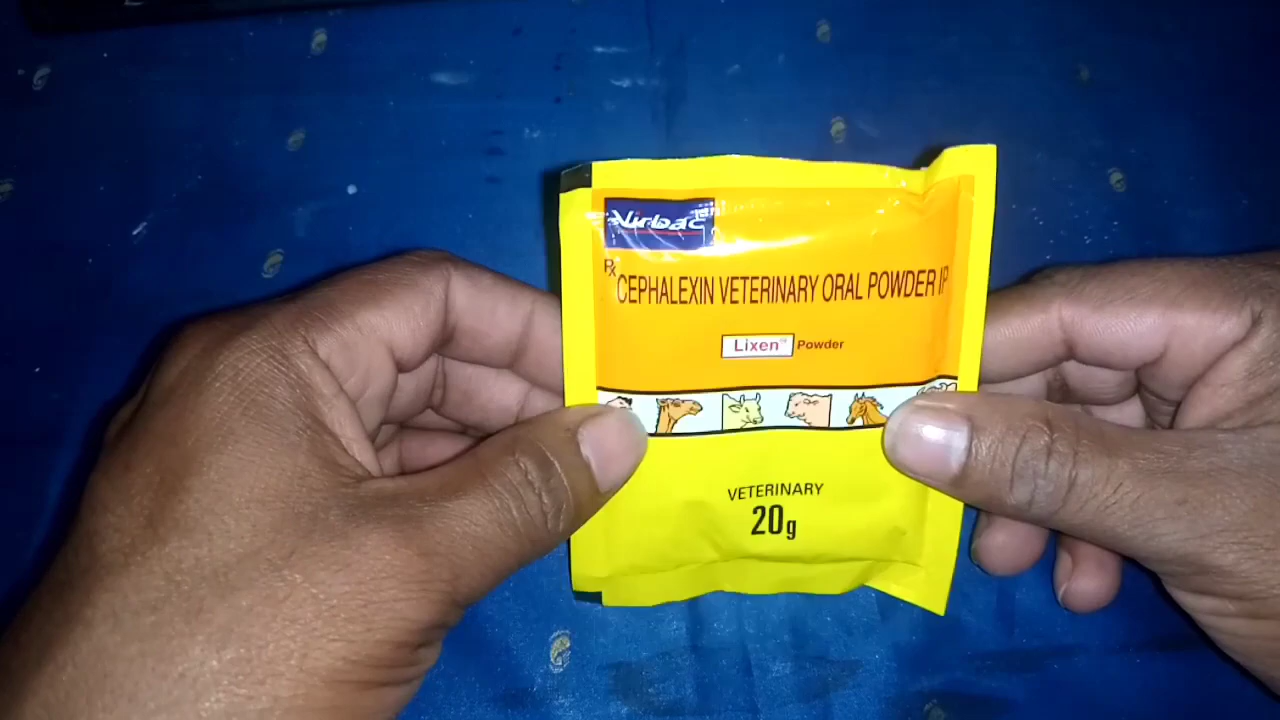 Virbac
Rx
CEPHALEXIN VETERINARY ORAL POWDER IP
Lixen Powder
VETERINARY
20g